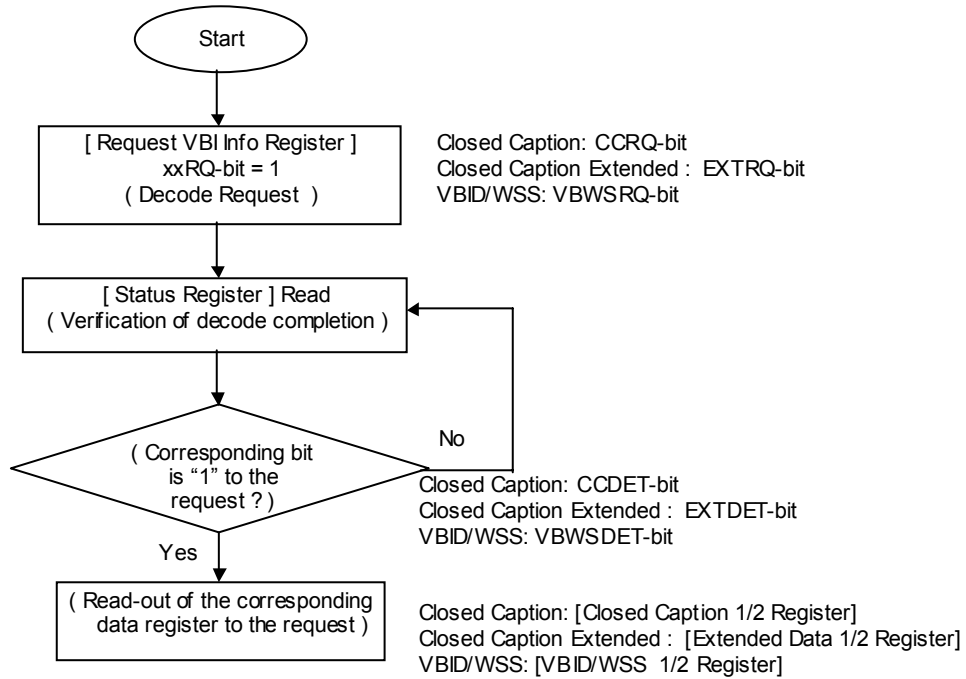 Start
[ Request VBI Info Register ]
xxRQ-bit = 1
( Decode Request )
Closed Caption: CCRQ-bit
Closed Caption Extended : EXTRQ-bit
VBID/WSS: VBWSRQ-bit
[ Status Register ] Read
( Verification of decode completion )
( Corresponding bit
is “1” to the
request ? )
No
Closed Caption: CCDET-bit
Closed Caption Extended : EXTDET-bit
VBID/WSS: VBWSDET-bit
Yes
( Read-out of the corresponding
data register to the request )
Closed Caption: [Closed Caption 1/2 Register]
Closed Caption Extended : [Extended Data 1/2 Register]
VBID/WSS: [VBID/WSS 1/2 Register]